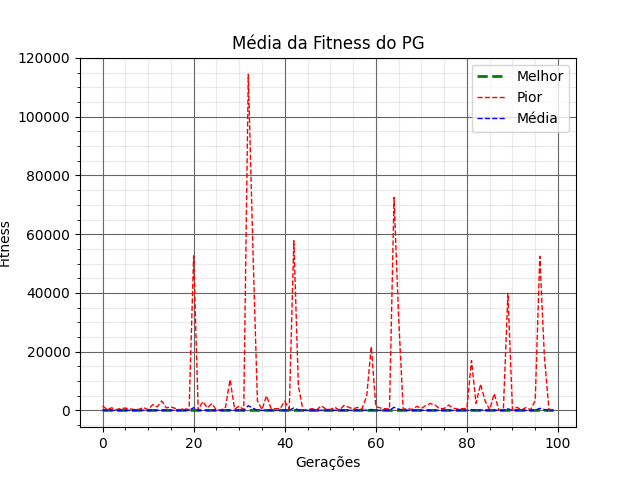 Média da Fitness do PG
Melhor
Pior
Média
120000
100000
80000
60000
40000
20000
0
Fitness
0 20 40 60 80 100
Gerações